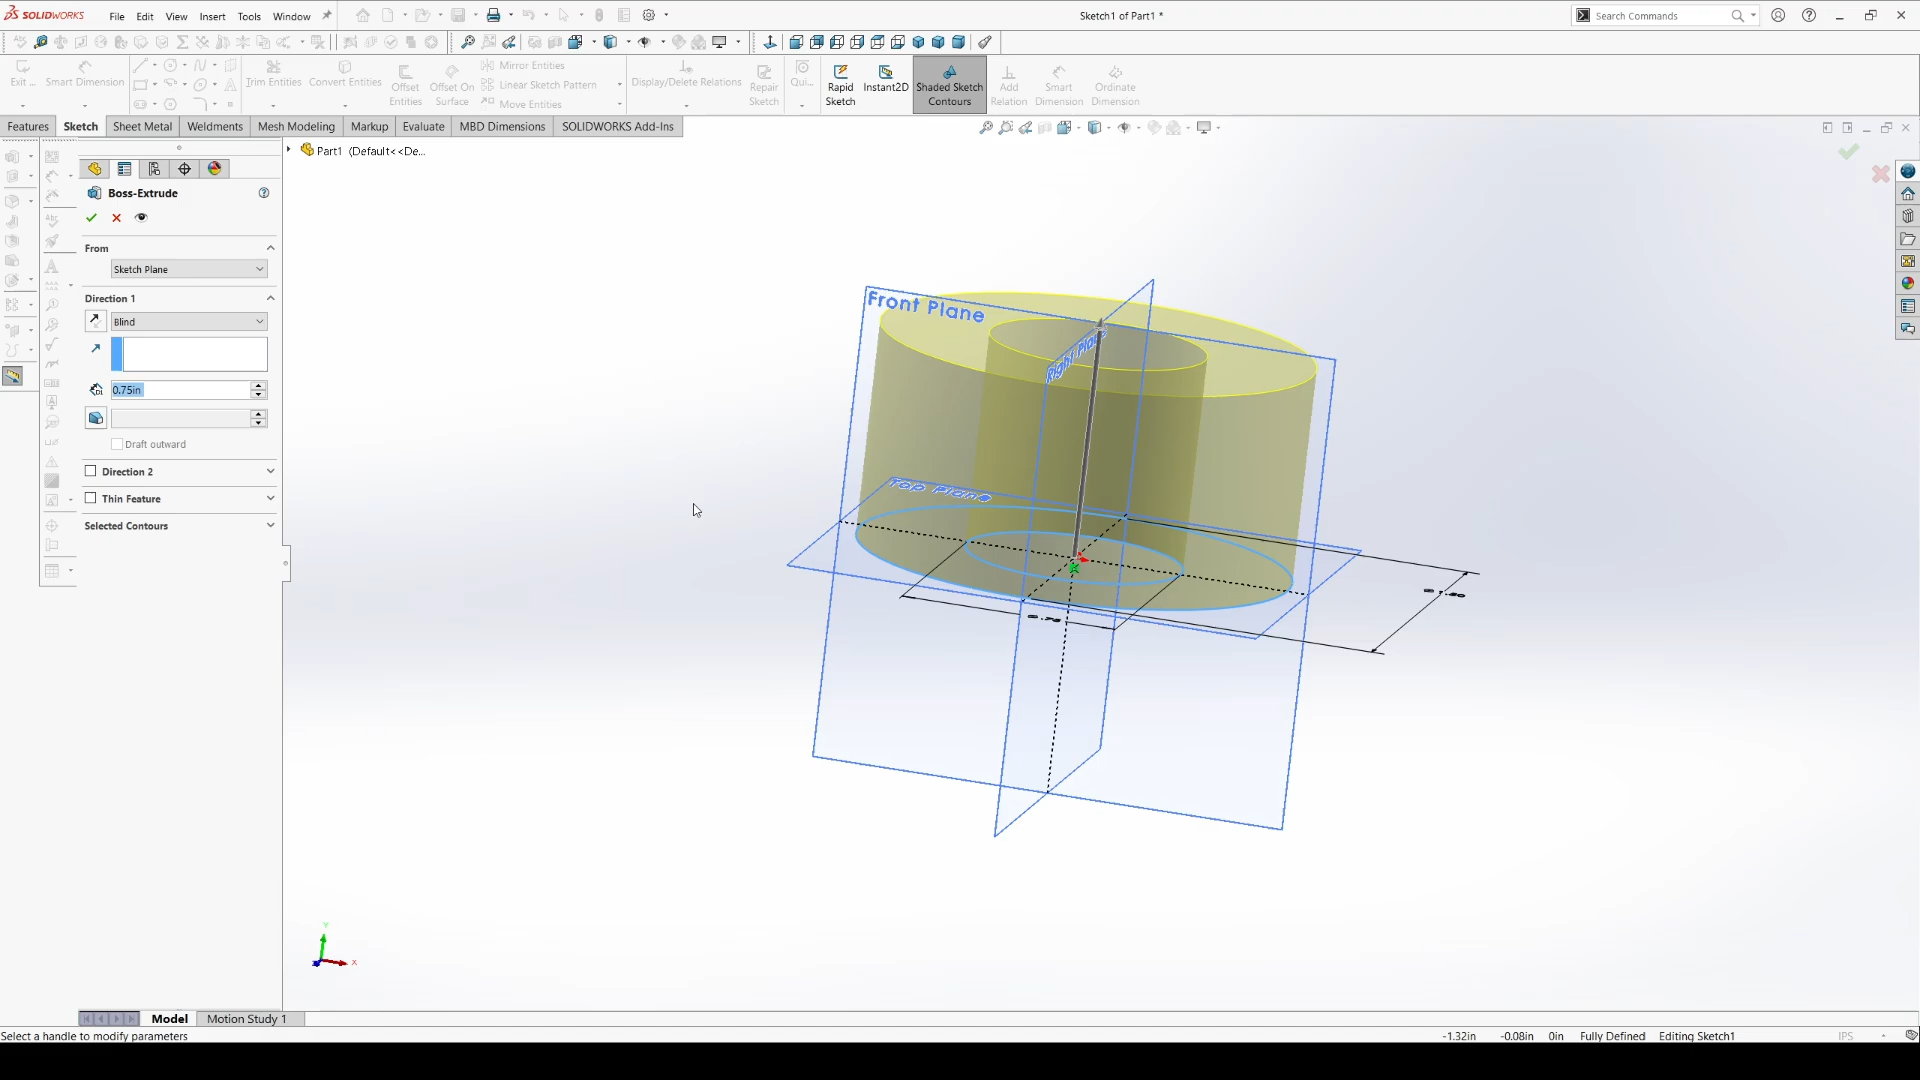 SOLIDWORKS
File
Edit
View
Insert
Tools
Window
Sketch1 of Part1 *
Search Commands
Exit ...
Smart Dimension
Trim Entities
Convert Entities
Offset
Entities
Offset On
Surface
Mirror Entities
Linear Sketch Pattern
Move Entities
Display/Delete Relations
Repair
Sketch
Qui...
Rapid
Sketch
Instant2D
Shaded Sketch
Contours
Add
Relation
Smart
Dimension
Ordinate
Dimension
Features
Sketch
Sheet Metal
Weldments
Mesh Modeling
Markup
Evaluate
MBD Dimensions
SOLIDWORKS Add-Ins
Part1 (Default<<De...
Boss-Extrude
From
Sketch Plane
Direction 1
Blind
0.75in
Draft outward
Direction 2
Thin Feature
Selected Contours
Front Plane
Right Plane
Top Plane
Y
X
Model
Motion Study 1
Select a handle to modify parameters
-1.32in
-0.08in
0in
Fully Defined
Editing Sketch1
IPS